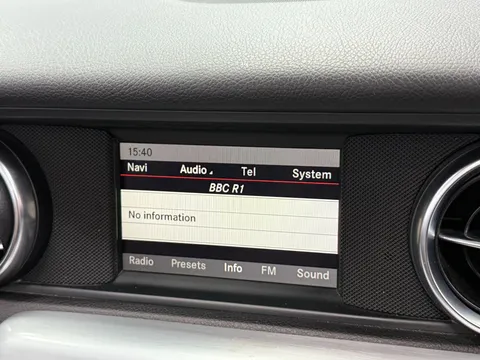 15:40
Navi Audio Tel System
BBC R1
No information
Radio Presets Info FM Sound